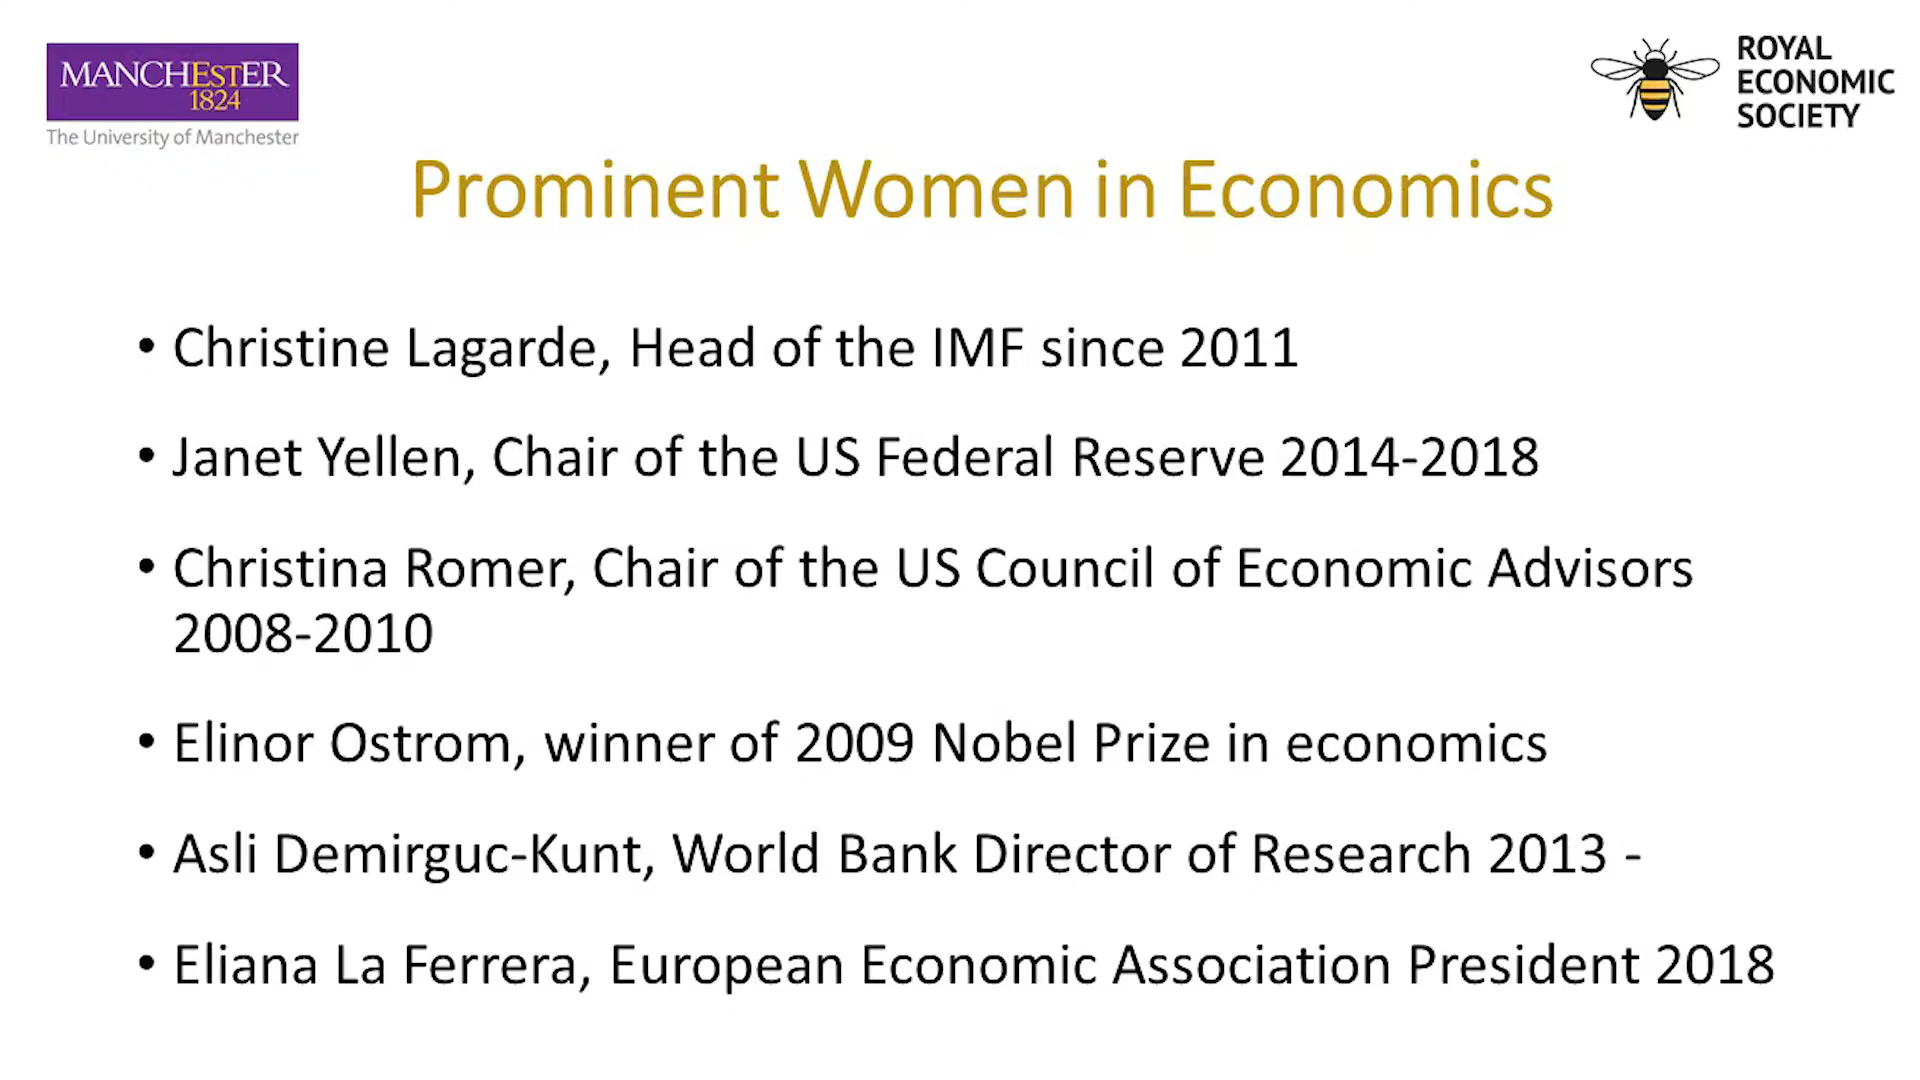 MANCHESTER
1824
The University of Manchester
ROYAL
ECONOMIC
SOCIETY
Prominent Women in Economics
• Christine Lagarde, Head of the IMF since 2011
• Janet Yellen, Chair of the US Federal Reserve 2014-2018
• Christina Romer, Chair of the US Council of Economic Advisors
2008-2010
• Elinor Ostrom, winner of 2009 Nobel Prize in economics
• Asli Demirguc-Kunt, World Bank Director of Research 2013 -
• Eliana La Ferrera, European Economic Association President 2018